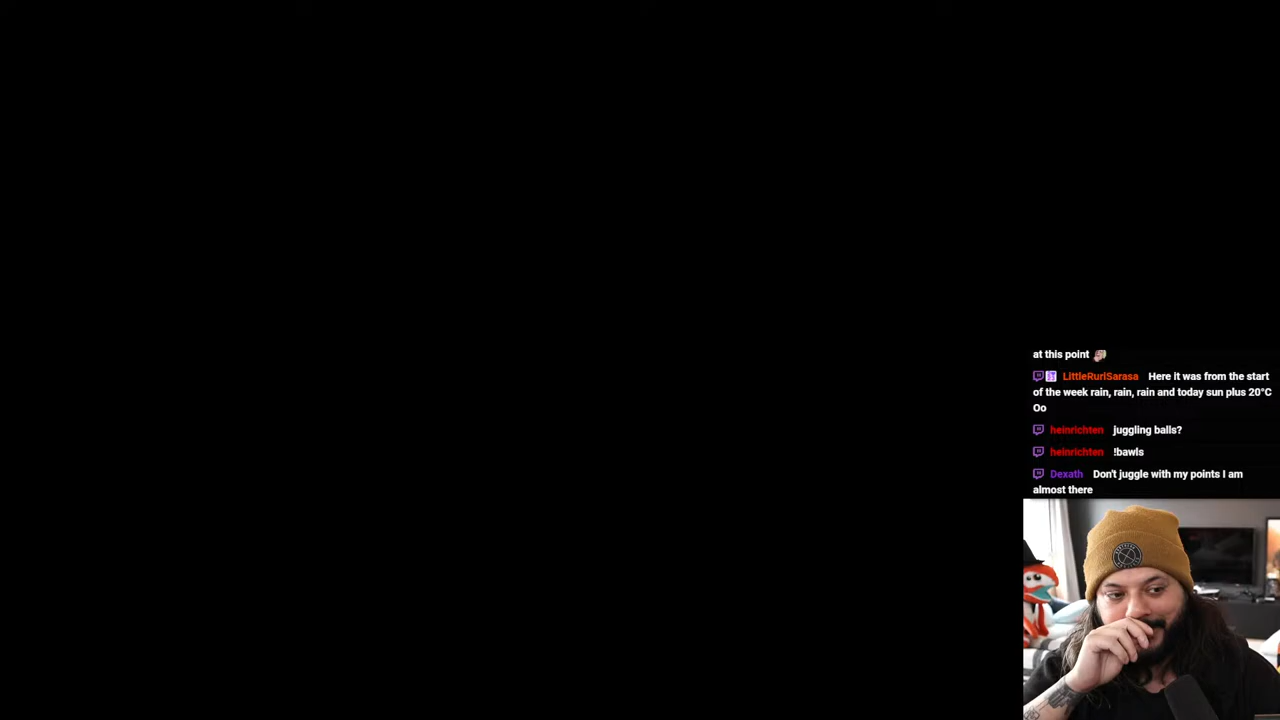 at this point
LittleRuriSarasa Here it was from the start
of the week rain, rain, rain and today sun plus 20°C
Oo
heinrichten juggling balls?
heinrichten !bawls
Dexath Don't juggle with my points I am
almost there